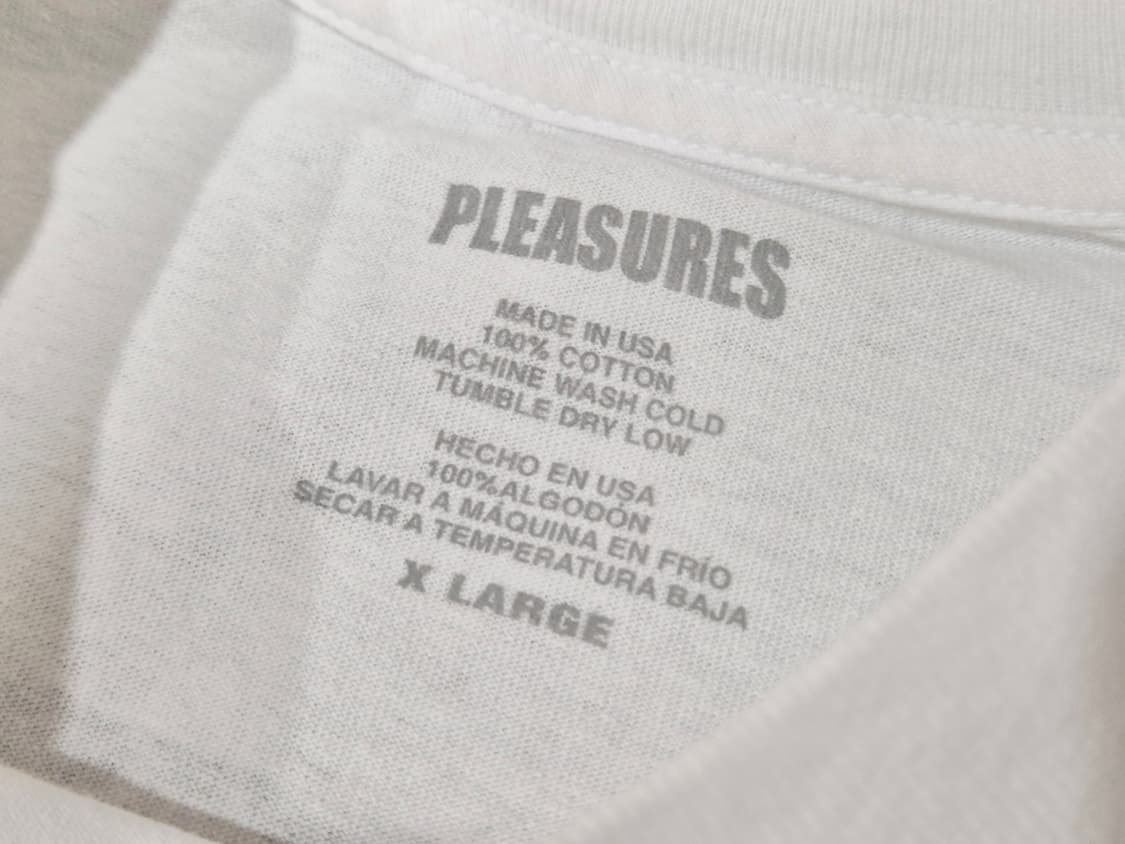 PLEASURES
MADE IN USA
100% COTTON
MACHINE WASH COLD
TUMBLE DRY LOW
HECHO EN USA
100%ALGODÓN
LAVAR A MÁQUINA EN FRÍO
SECAR A TEMPERATURA BAJA
X LARGE